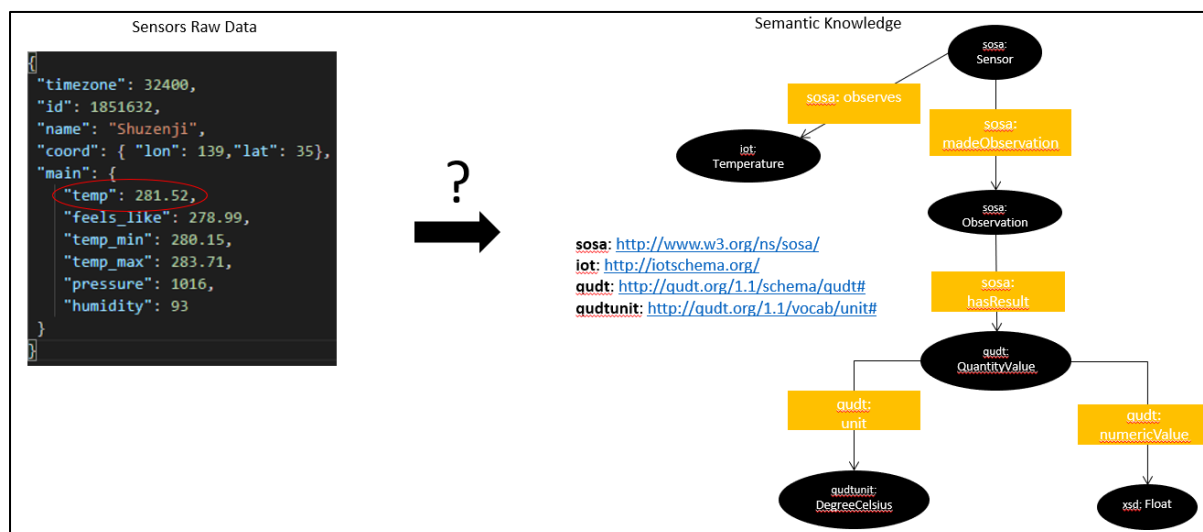 Sensors Raw Data
{
"timezone": 32400,
"id": 1851632,
"name": "Shuzenji",
"coord": { "lon": 139,"lat": 35},
"main": {
"temp": 281.52,
"feels_like": 278.99,
"temp_min": 280.15,
"temp_max": 283.71,
"pressure": 1016,
"humidity": 93
}
}
?
Semantic Knowledge
sosa:
Sensor
sosa: observes
sosa:
madeObservation
iot:
Temperature
sosa:
Observation
sosa: http://www.w3.org/ns/sosa/
iot: http://iotschema.org/
qudt: http://qudt.org/1.1/schema/qudt#
qudtunit: http://qudt.org/1.1/vocab/unit#
sosa:
hasResult
qudt:
QuantityValue
qudt:
unit
qudt:
numericValue
qudtunit:
DegreeCelsius
xsd: Float